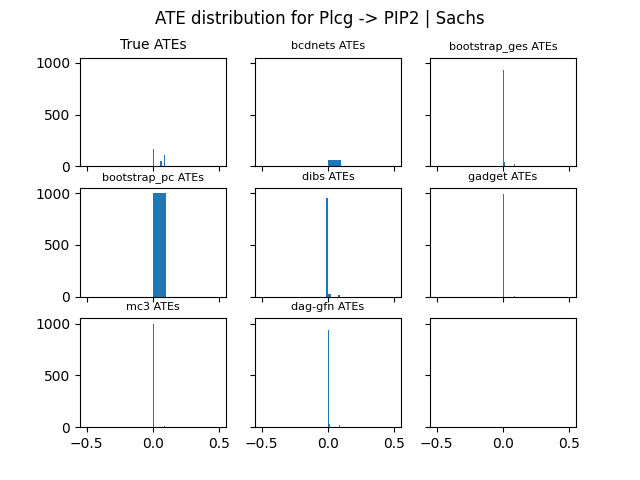 ATE distribution for Plcg -> PIP2 | Sachs
True ATEs
bcdnets ATEs
bootstrap_ges ATEs
1000
500
0
bootstrap_pc ATEs
dibs ATEs
gadget ATEs
1000
500
0
mc3 ATEs
dag-gfn ATEs
1000
500
0
−0.5 0.0 0.5
−0.5 0.0 0.5
−0.5 0.0 0.5